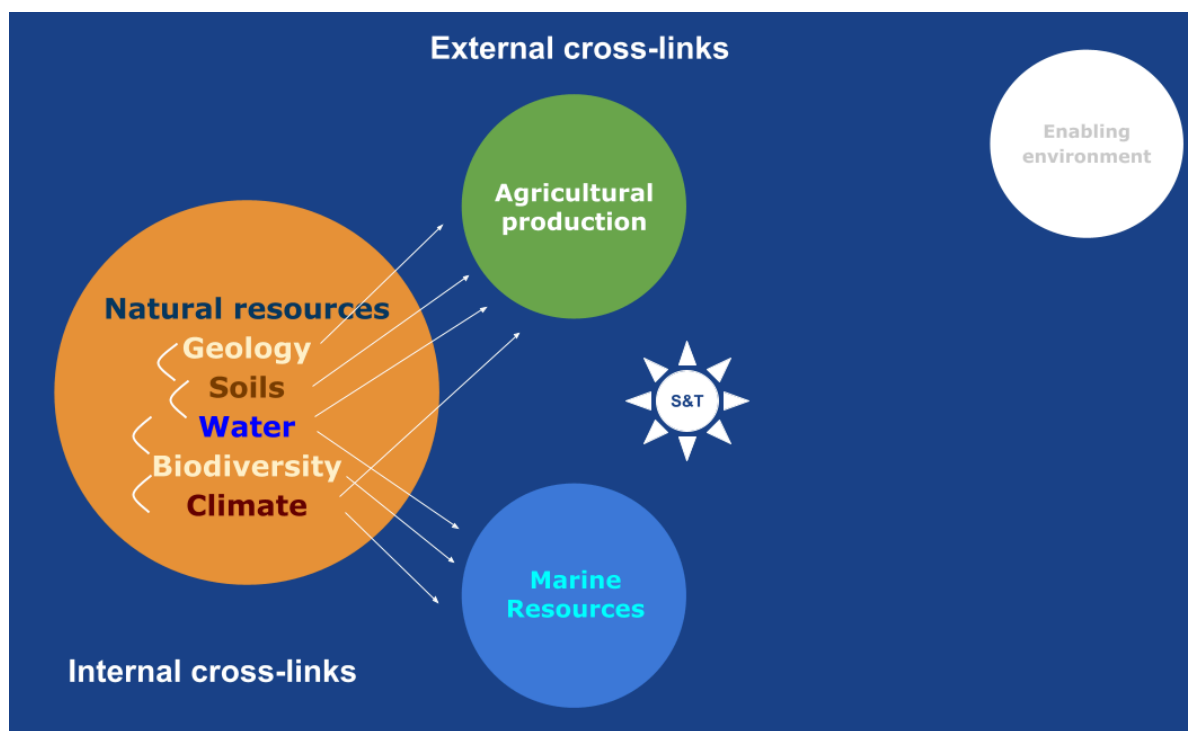 External cross-links
Enabling
environment
Agricultural
production
Natural resources
Geology
Soils
Water
Biodiversity
Climate
S&T
Marine
Resources
Internal cross-links